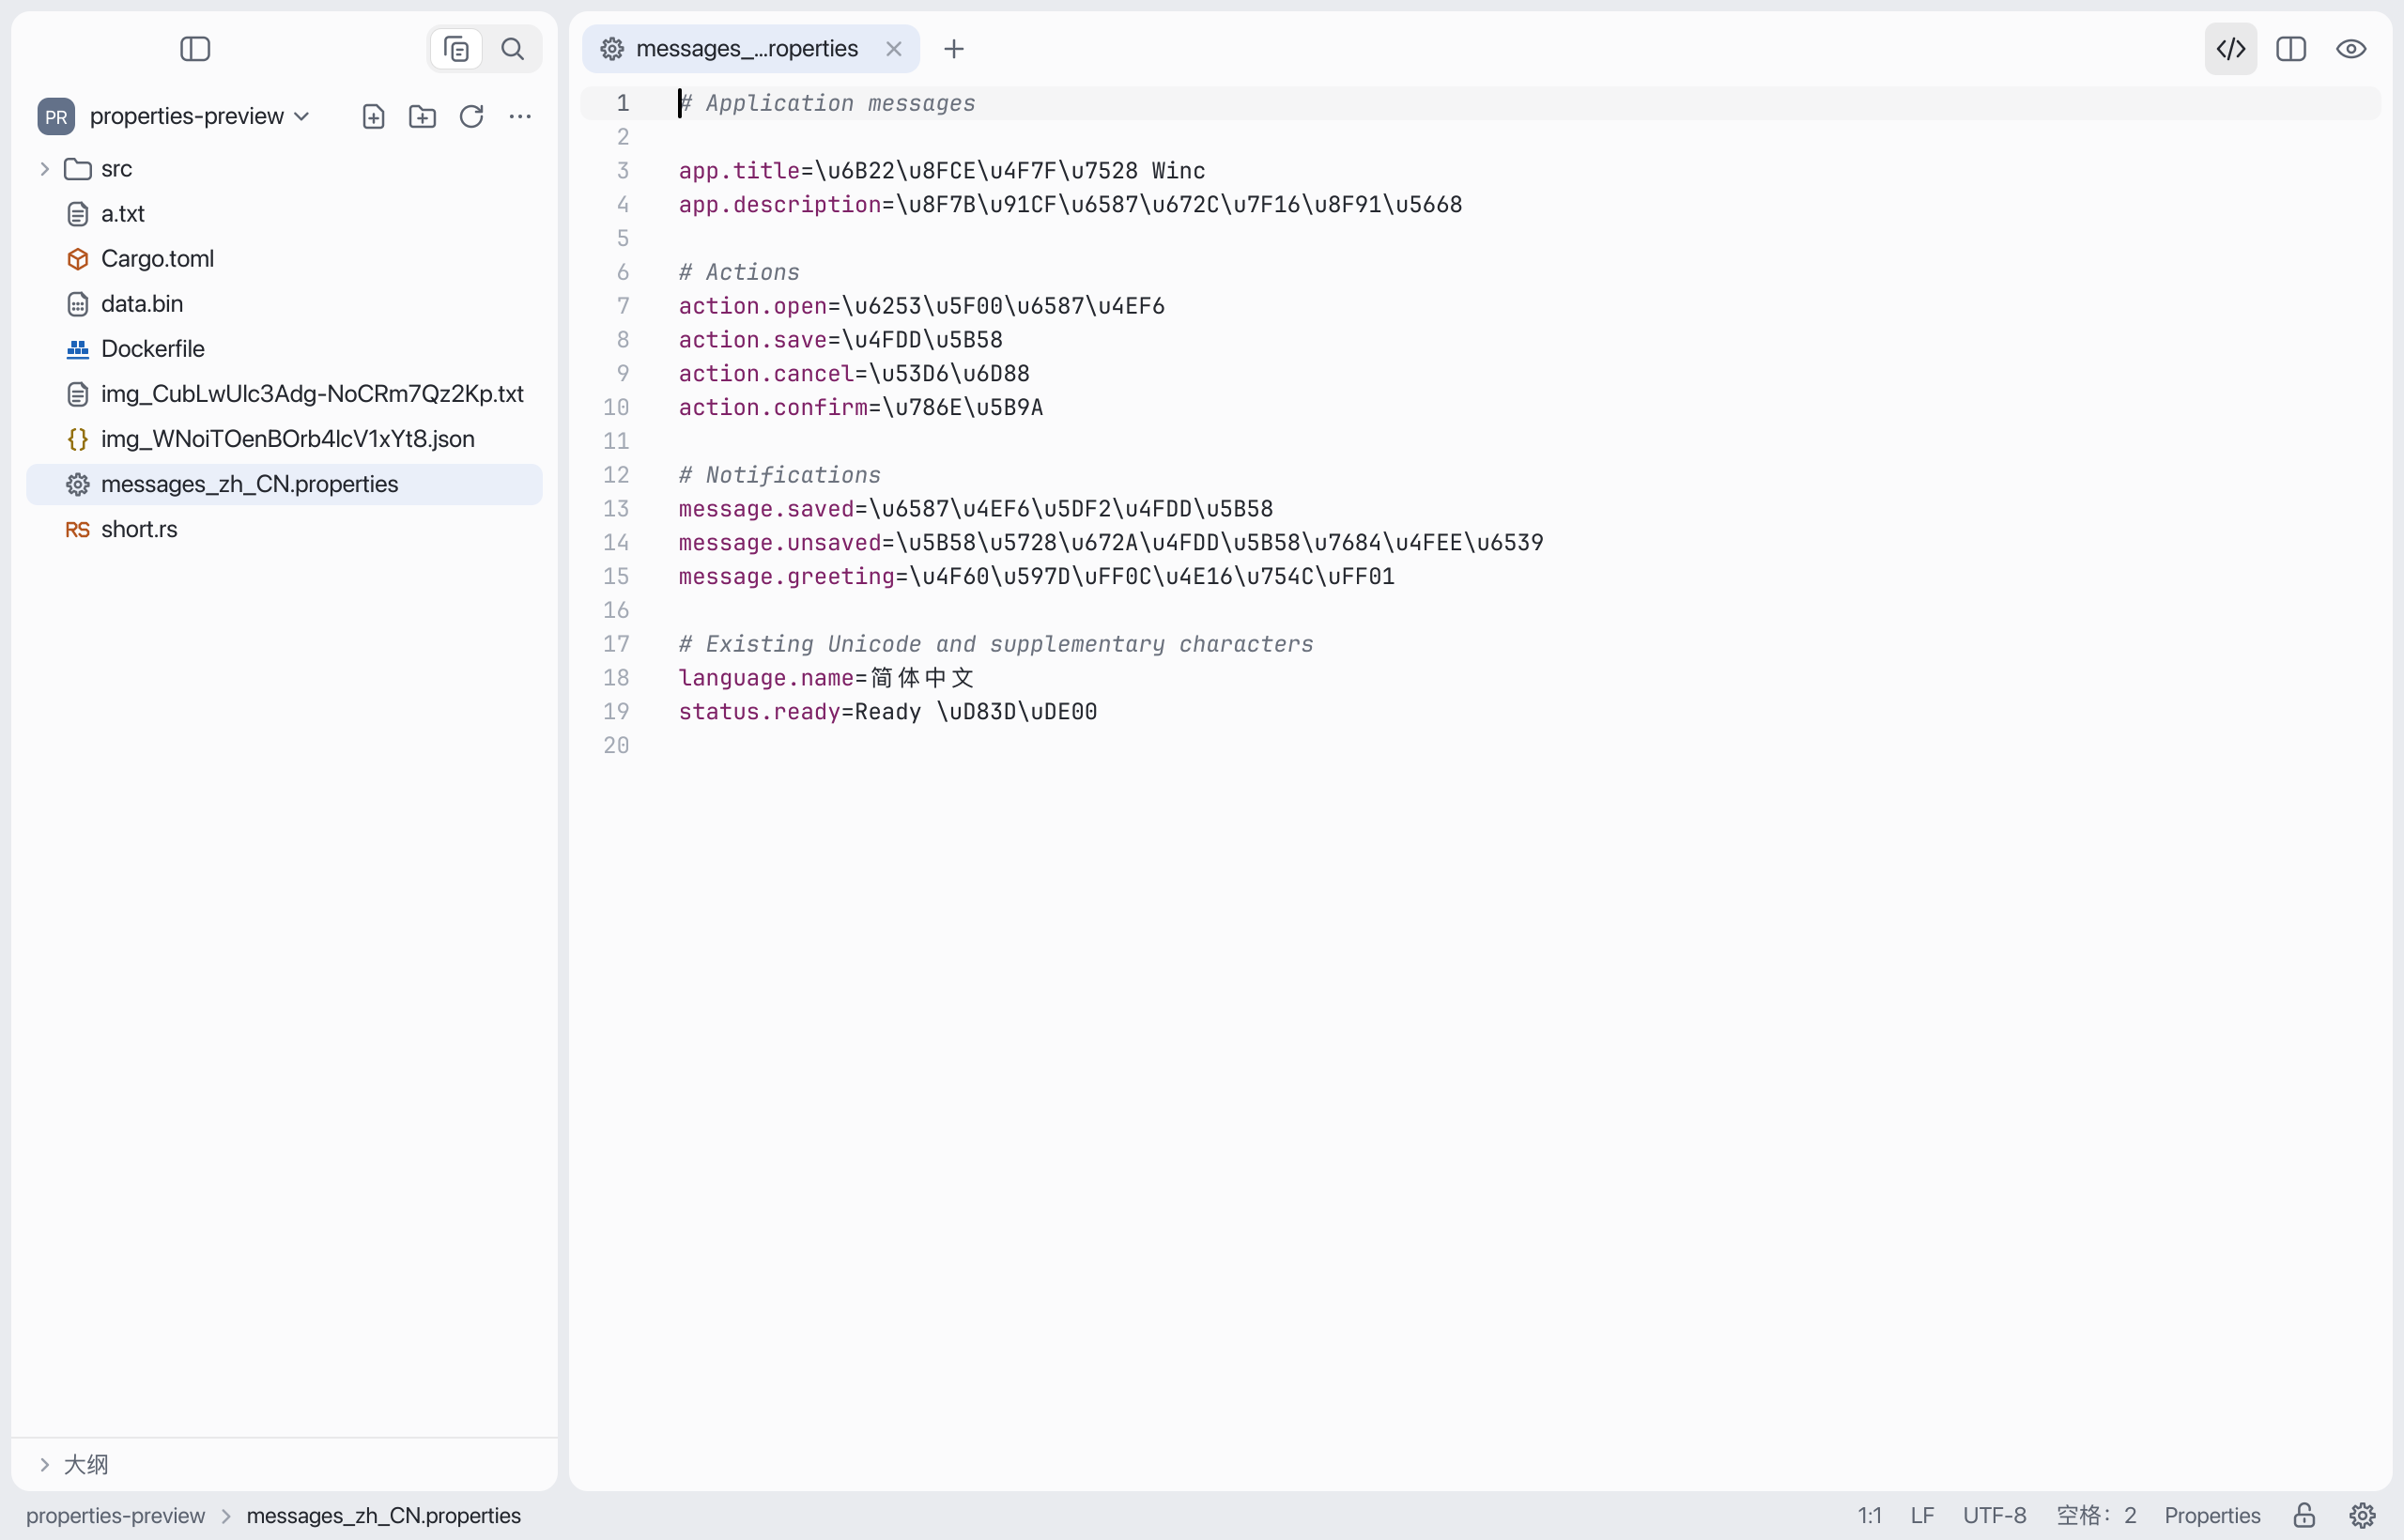 PR properties-preview
src
a.txt
Cargo.toml
data.bin
Dockerfile
img_CubLwUlc3Adg-NoCRm7Qz2Kp.txt
{} img_WNoiTOenBOrb4lcV1xYt8.json
messages_zh_CN.properties
RS short.rs
大纲
messages_...roperties
1 # Application messages
2
3 app.title=\u6B22\u8FCE\u4F7F\u7528 Winc
4 app.description=\u8F7B\u91CF\u6587\u672C\u7F16\u8F91\u5668
5
6 # Actions
7 action.open=\u6253\u5F00\u6587\u4EF6
8 action.save=\u4FDD\u5B58
9 action.cancel=\u53D6\u6D88
10 action.confirm=\u786E\u5B9A
11
12 # Notifications
13 message.saved=\u6587\u4EF6\u5DF2\u4FDD\u5B58
14 message.unsaved=\u5B58\u5728\u672A\u4FDD\u5B58\u7684\u4FEE\u6539
15 message.greeting=\u4F60\u597D\uFF0C\u4E16\u754C\uFF01
16
17 # Existing Unicode and supplementary characters
18 language.name=简体中文
19 status.ready=Ready \uD83D\uDE00
20
properties-preview > messages_zh_CN.properties
1:1 LF UTF-8 空格：2 Properties